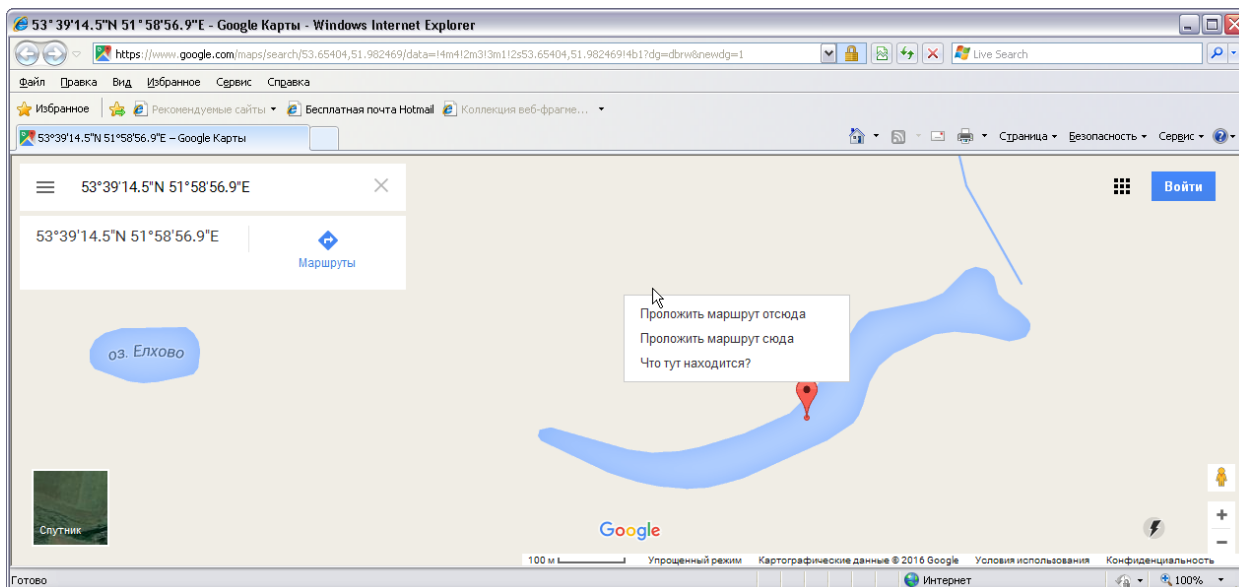 53° 39'14.5"N 51° 58'56.9"E - Google Карты - Windows Internet Explorer
https://www.google.com/maps/search/53.65404,51.982469/data=!4m4!2m3!3m1!2s53.65404,51.982469!4b1?dg=dbrw&newdg=1
Live Search
Файл Правка Вид Избранное Сервис Справка
Избранное Рекомендуемые сайты Бесплатная почта Hotmail Коллекция веб-фрагме...
53°39'14.5"N 51°58'56.9"E – Google Карты
Страница Безопасность Сервис
53°39'14.5"N 51°58'56.9"E
Войти
53°39'14.5"N 51°58'56.9"E
Маршруты
Проложить маршрут отсюда
Проложить маршрут сюда
Что тут находится?
оз. Елхово
Спутник
Google
100 м Упрощенный режим Картографические данные © 2016 Google Условия использования Конфиденциальность
Готово Интернет 100%